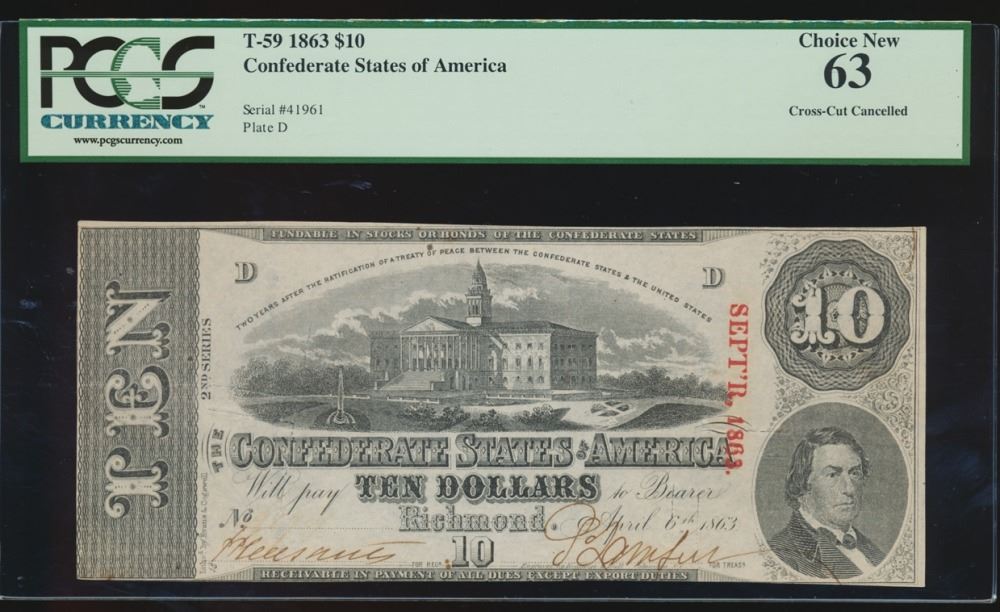 PCGS
CURRENCY
www.pcgscurrency.com
T-59 1863 $10
Confederate States of America
Serial #41961
Plate D
Choice New
63
Cross-Cut Cancelled
FUNDABLE IN STOCKS OR BONDS OF THE CONFEDERATE STATES
TWO YEARS AFTER THE RATIFICATION OF A TREATY OF PEACE BETWEEN THE CONFEDERATE STATES & THE UNITED STATES
D
D
10
TEN
2ND SERIES
SEPT'R, 1863.
THE
CONFEDERATE STATES OF AMERICA
Will pay TEN DOLLARS to Bearer
Richmond. April 6th 1863
No
10
FOR REGR
FOR TREASR
RECEIVABLE IN PAYMENT OF ALL DUES EXCEPT EXPORT DUTIES